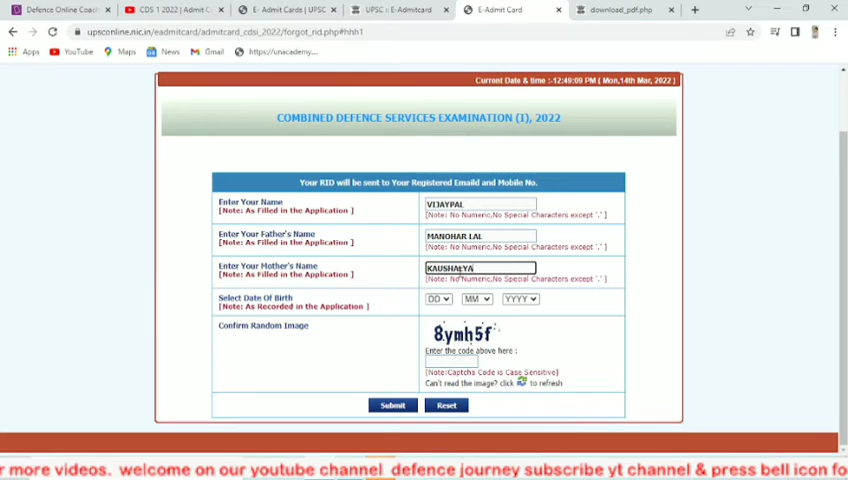 Defence Online Coac
CDS 1 2022 | Admit C
E- Admit Cards | UPSC
UPSC :: E-Admitcard
E-Admit Card
download_pdf.php
upsconline.nic.in/eadmitcard/admitcard_cdsi_2022/forgot_rid.php#hhh1
Apps YouTube Maps News Gmail https://unacademy...
Current Date & time :-12:49:09 PM ( Mon,14th Mar, 2022 )
COMBINED DEFENCE SERVICES EXAMINATION (I), 2022
Your RID will be sent to Your Registered Emaild and Mobile No.
Enter Your Name VIJAYPAL
[Note: As Filled in the Application ] [Note: No Numeric,No Special Characters except '.' ]
Enter Your Father's Name MANOHAR LAL
[Note: As Filled in the Application ] [Note: No Numeric,No Special Characters except '.' ]
Enter Your Mother's Name KAUSHALYA
[Note: As Filled in the Application ] [Note: No Numeric,No Special Characters except '.' ]
Select Date Of Birth DD MM YYYY
[Note: As Recorded in the Application ]
Confirm Random Image 8ymh5f
Enter the code above here :
[Note:Captcha Code is Case Sensitive]
Can't read the image? click to refresh
Submit Reset
r more videos. welcome on our youtube channel defence journey subscribe yt channel & press bell icon fo